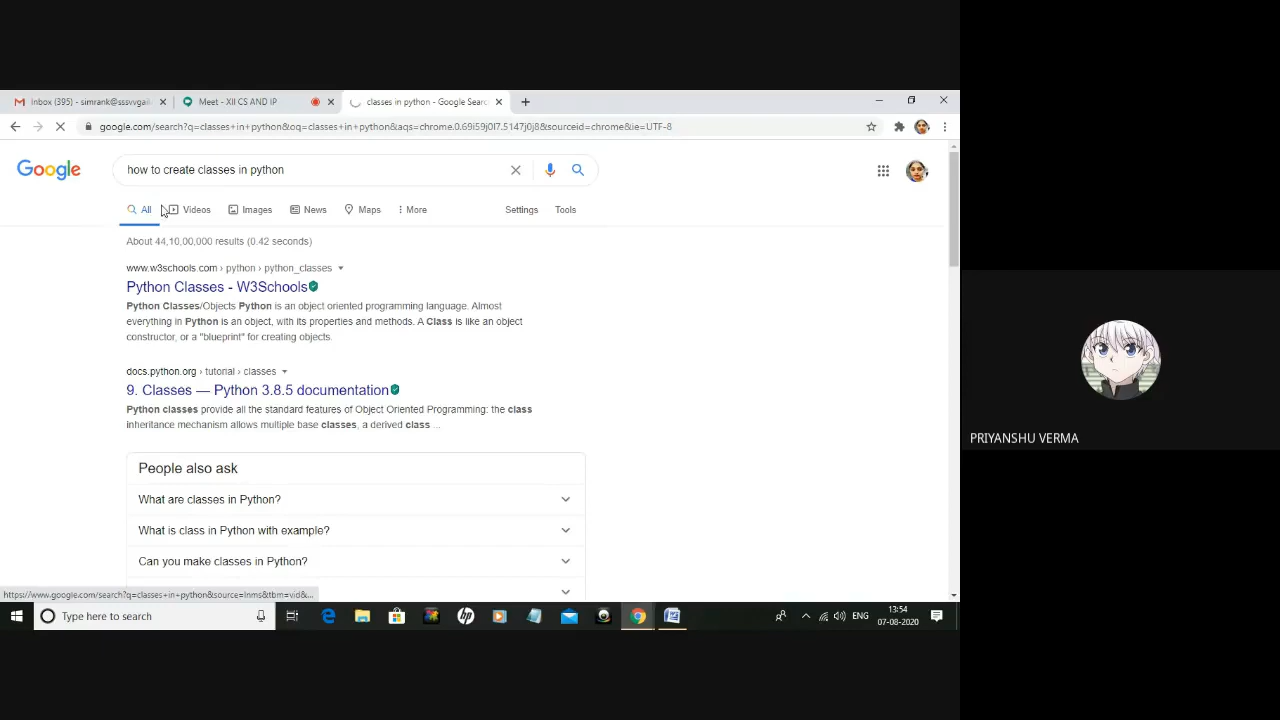 Inbox (395) - simrank@sssvvgail
Meet - XII CS AND IP
classes in python - Google Sear
google.com/search?q=classes+in+python&oq=classes+in+python&aqs=chrome.0.69i59j0l7.5147j0j8&sourceid=chrome&ie=UTF-8
Google
how to create classes in python
All
Videos
Images
News
Maps
More
Settings
Tools
About 44,10,00,000 results (0.42 seconds)
www.w3schools.com › python › python_classes
Python Classes - W3Schools
Python Classes/Objects Python is an object oriented programming language. Almost
everything in Python is an object, with its properties and methods. A Class is like an object
constructor, or a "blueprint" for creating objects.
docs.python.org › tutorial › classes
9. Classes — Python 3.8.5 documentation
Python classes provide all the standard features of Object Oriented Programming: the class
inheritance mechanism allows multiple base classes, a derived class ...
People also ask
What are classes in Python?
What is class in Python with example?
Can you make classes in Python?
https://www.google.com/search?q=classes+in+python&source=lnms&tbm=vid&...
Type here to search
hp
ENG
13:54
07-08-2020
PRIYANSHU VERMA